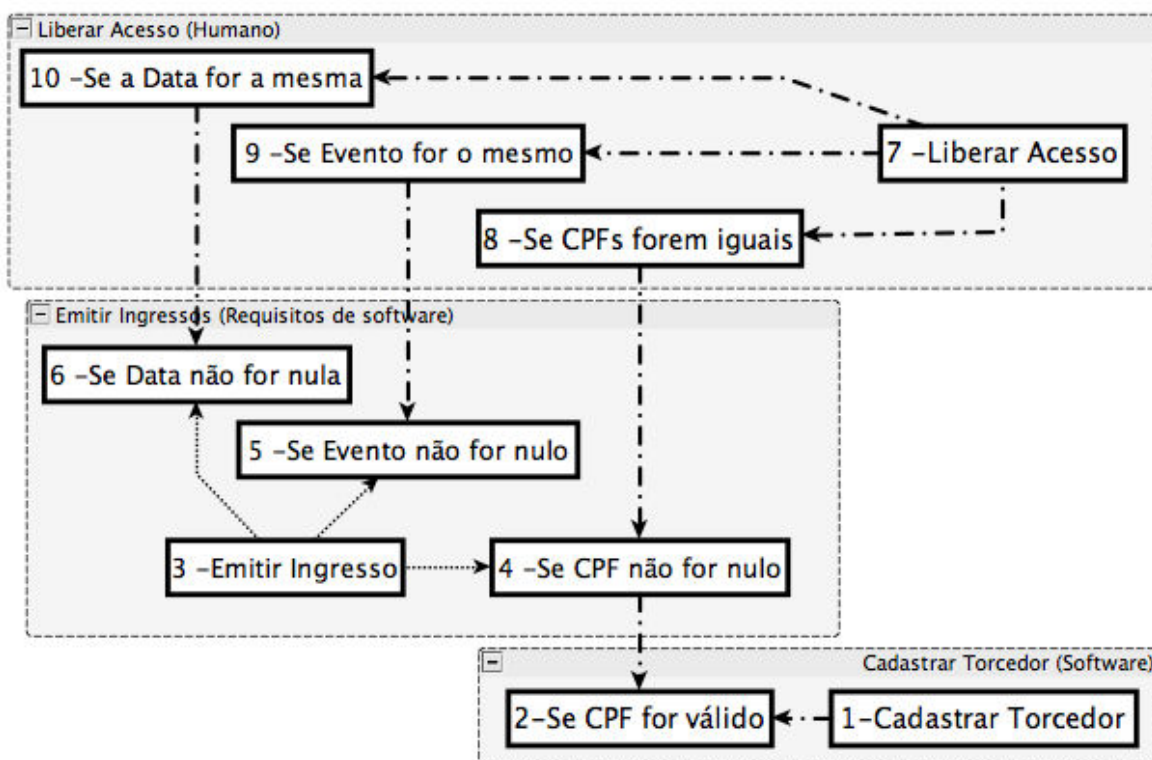 Liberar Acesso (Humano)
10 -Se a Data for a mesma
9 -Se Evento for o mesmo
7 -Liberar Acesso
8 -Se CPFs forem iguais
Emitir Ingressos (Requisitos de software)
6 -Se Data não for nula
5 -Se Evento não for nulo
3 -Emitir Ingresso
4 -Se CPF não for nulo
Cadastrar Torcedor (Software)
2-Se CPF for válido
1-Cadastrar Torcedor